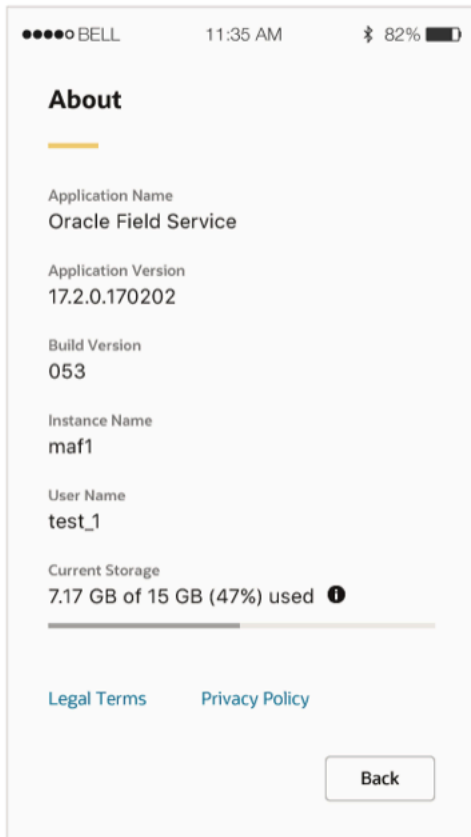 BELL 11:35 AM 82%
About
Application Name
Oracle Field Service
Application Version
17.2.0.170202
Build Version
053
Instance Name
maf1
User Name
test_1
Current Storage
7.17 GB of 15 GB (47%) used
Legal Terms Privacy Policy
Back